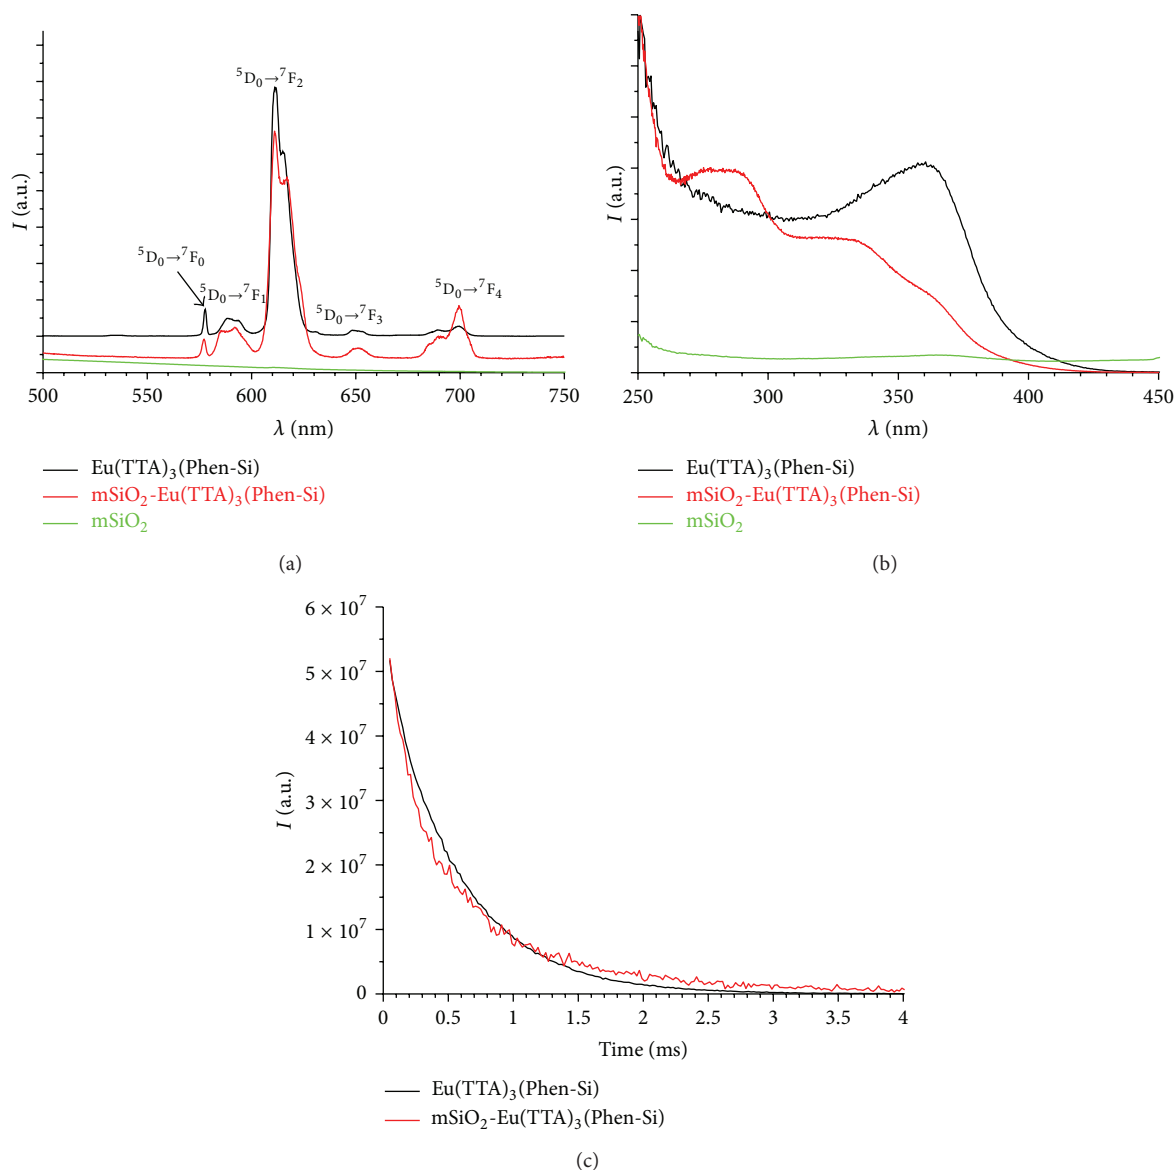 ⁵D₀→⁷F₂
⁵D₀→⁷F₀
⁵D₀→⁷F₁
⁵D₀→⁷F₃
⁵D₀→⁷F₄
I (a.u.)
500 550 600 650 700 750
λ (nm)
Eu(TTA)₃(Phen-Si)
mSiO₂-Eu(TTA)₃(Phen-Si)
mSiO₂
(a)
I (a.u.)
250 300 350 400 450
λ (nm)
Eu(TTA)₃(Phen-Si)
mSiO₂-Eu(TTA)₃(Phen-Si)
mSiO₂
(b)
6 × 10⁷
5 × 10⁷
4 × 10⁷
3 × 10⁷
2 × 10⁷
1 × 10⁷
0
I (a.u.)
0 0.5 1 1.5 2 2.5 3 3.5 4
Time (ms)
Eu(TTA)₃(Phen-Si)
mSiO₂-Eu(TTA)₃(Phen-Si)
(c)